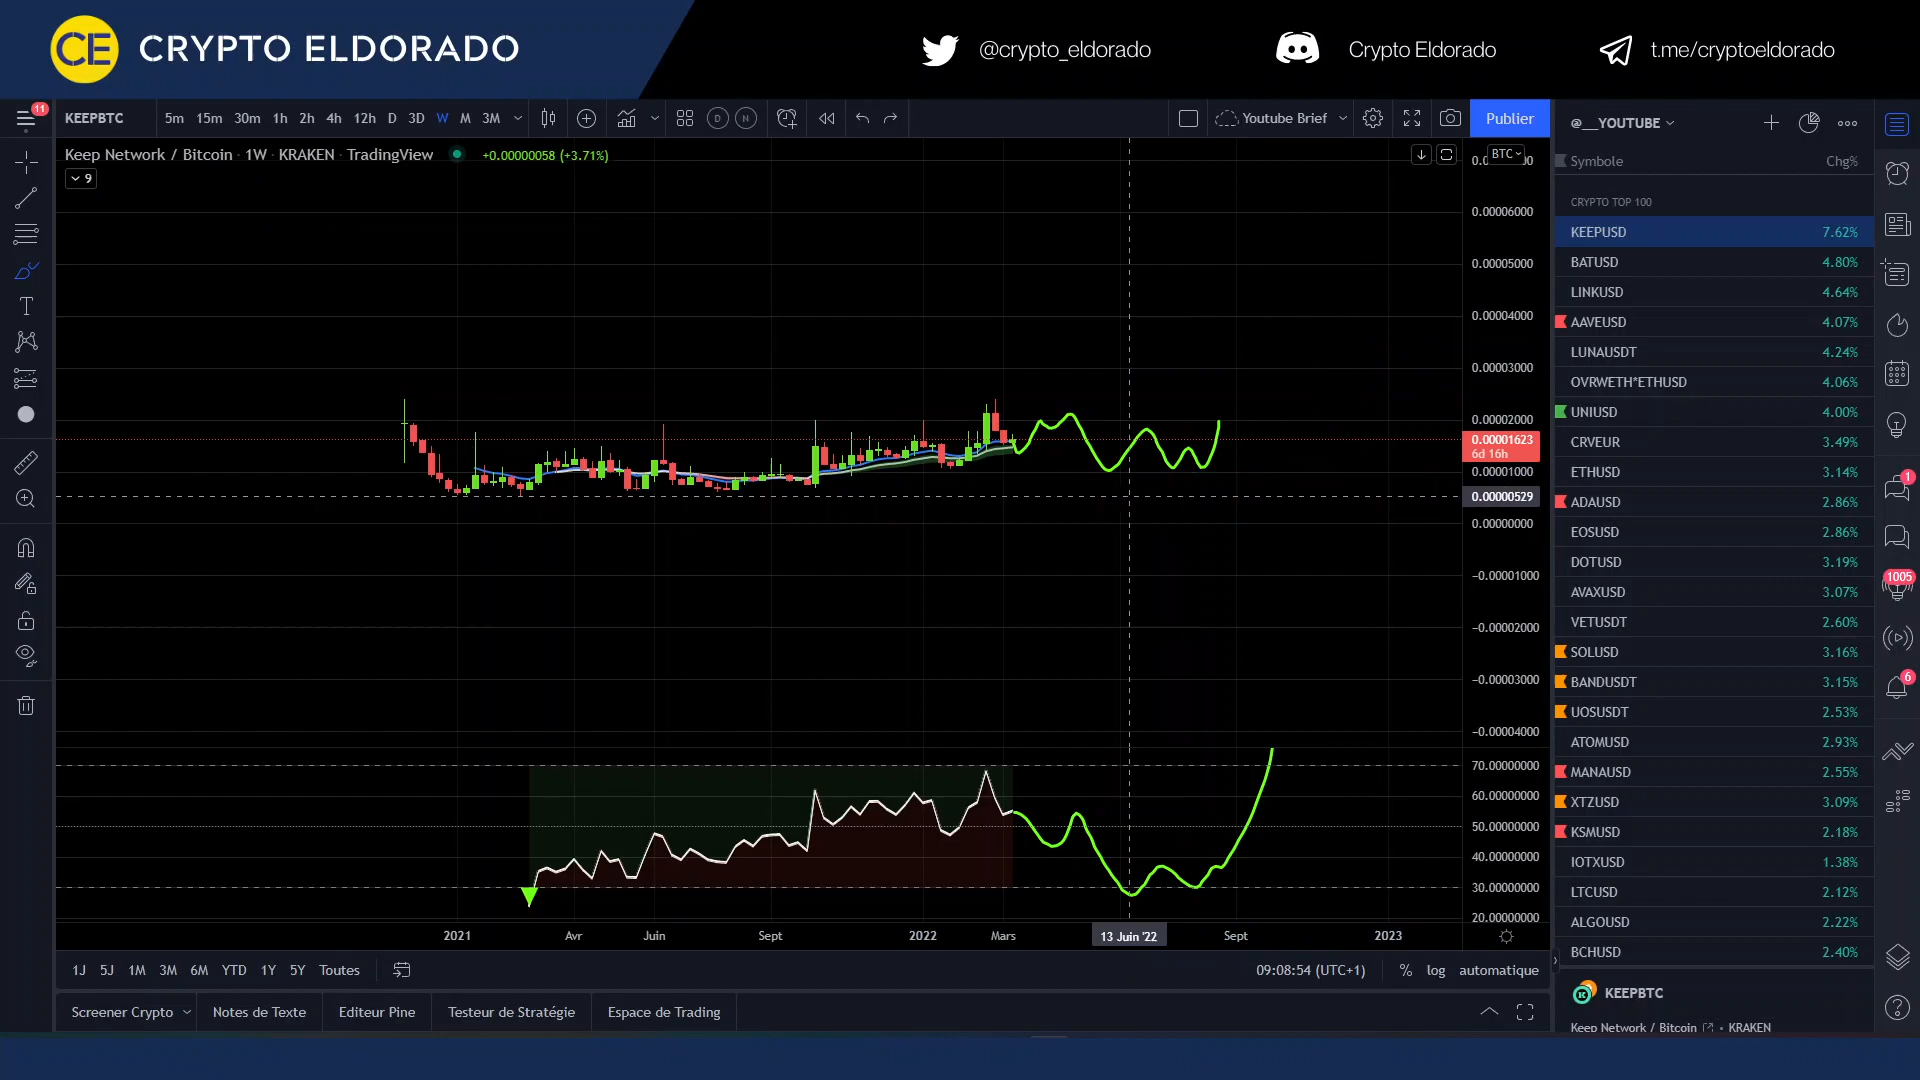 CE CRYPTO ELDORADO
@crypto_eldorado
Crypto Eldorado
t.me/cryptoeldorado
11
KEEPBTC
5m 15m 30m 1h 2h 4h 12h D 3D W M 3M
D N
Youtube Brief
Publier
@__YOUTUBE
Keep Network / Bitcoin · 1W · KRAKEN · TradingView
+0.00000058 (+3.71%)
9
BTC
0.00006000
0.00005000
0.00004000
0.00003000
0.00002000
0.00001623
6d 16h
0.00001000
0.00000529
0.00000000
−0.00001000
−0.00002000
−0.00003000
−0.00004000
70.00000000
60.00000000
50.00000000
40.00000000
30.00000000
20.00000000
2021 Avr Juin Sept 2022 Mars 13 Juin '22 Sept 2023
1J 5J 1M 3M 6M YTD 1Y 5Y Toutes
09:08:54 (UTC+1) % log automatique
Screener Crypto Notes de Texte Editeur Pine Testeur de Stratégie Espace de Trading
Symbole Chg%
CRYPTO TOP 100
KEEPUSD 7.62%
BATUSD 4.80%
LINKUSD 4.64%
AAVEUSD 4.07%
LUNAUSDT 4.24%
OVRWETH*ETHUSD 4.06%
UNIUSD 4.00%
CRVEUR 3.49%
ETHUSD 3.14%
ADAUSD 2.86%
EOSUSD 2.86%
DOTUSD 3.19%
AVAXUSD 3.07%
VETUSDT 2.60%
SOLUSD 3.16%
BANDUSDT 3.15%
UOSUSDT 2.53%
ATOMUSD 2.93%
MANAUSD 2.55%
XTZUSD 3.09%
KSMUSD 2.18%
IOTXUSD 1.38%
LTCUSD 2.12%
ALGOUSD 2.22%
BCHUSD 2.40%
KEEPBTC
Keep Network / Bitcoin • KRAKEN
1
1005
6